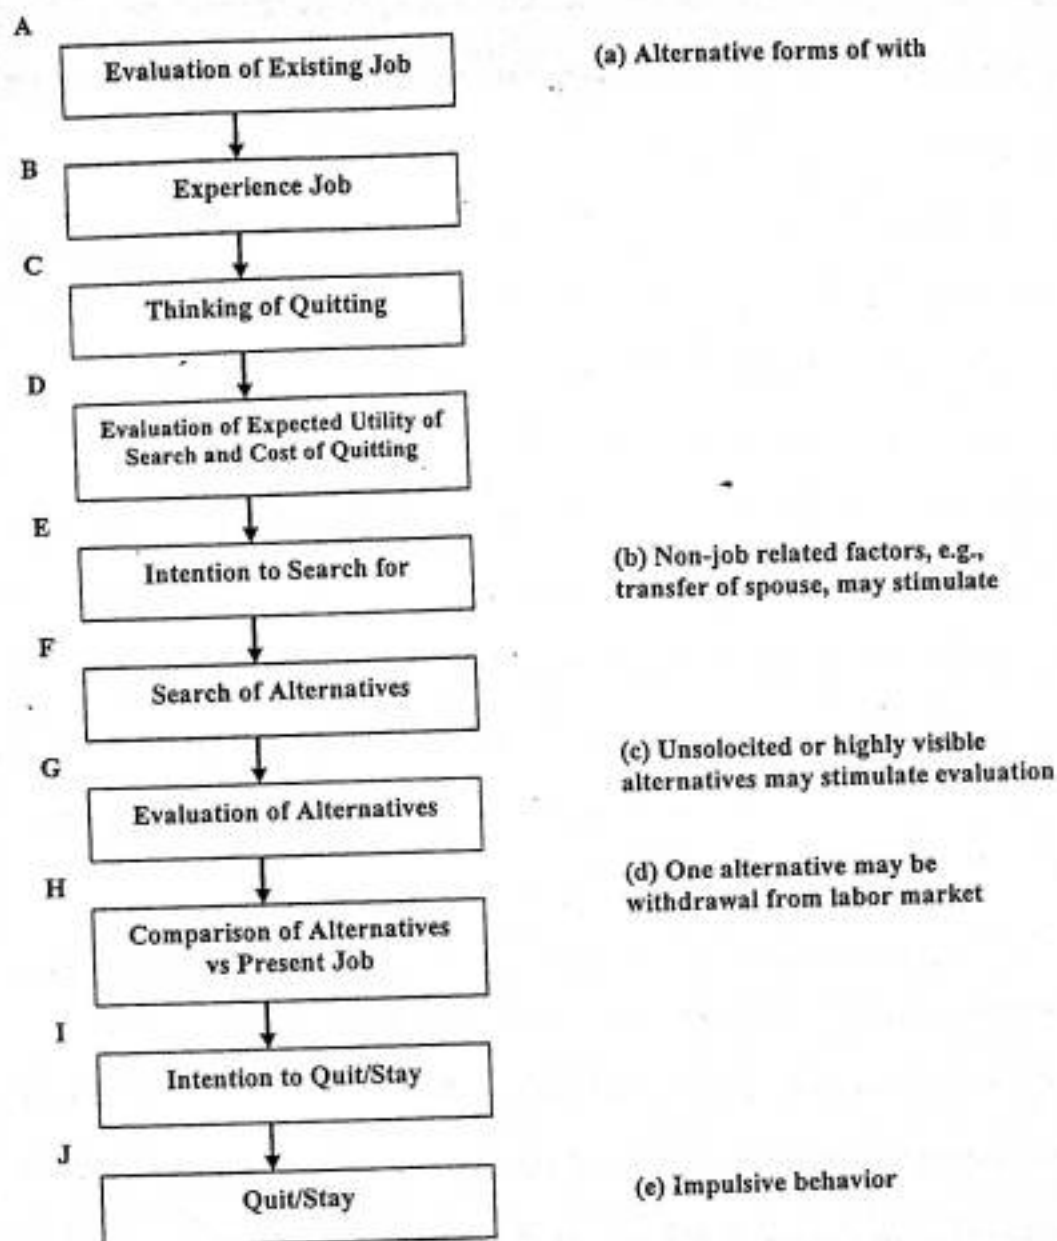 A
Evaluation of Existing Job
(a) Alternative forms of with
B
Experience Job
C
Thinking of Quitting
D
Evaluation of Expected Utility of
Search and Cost of Quitting
E
Intention to Search for
(b) Non-job related factors, e.g.,
transfer of spouse, may stimulate
F
Search of Alternatives
G
(c) Unsolocited or highly visible
alternatives may stimulate evaluation
Evaluation of Alternatives
H
(d) One alternative may be
withdrawal from labor market
Comparison of Alternatives
vs Present Job
I
Intention to Quit/Stay
J
Quit/Stay
(e) Impulsive behavior